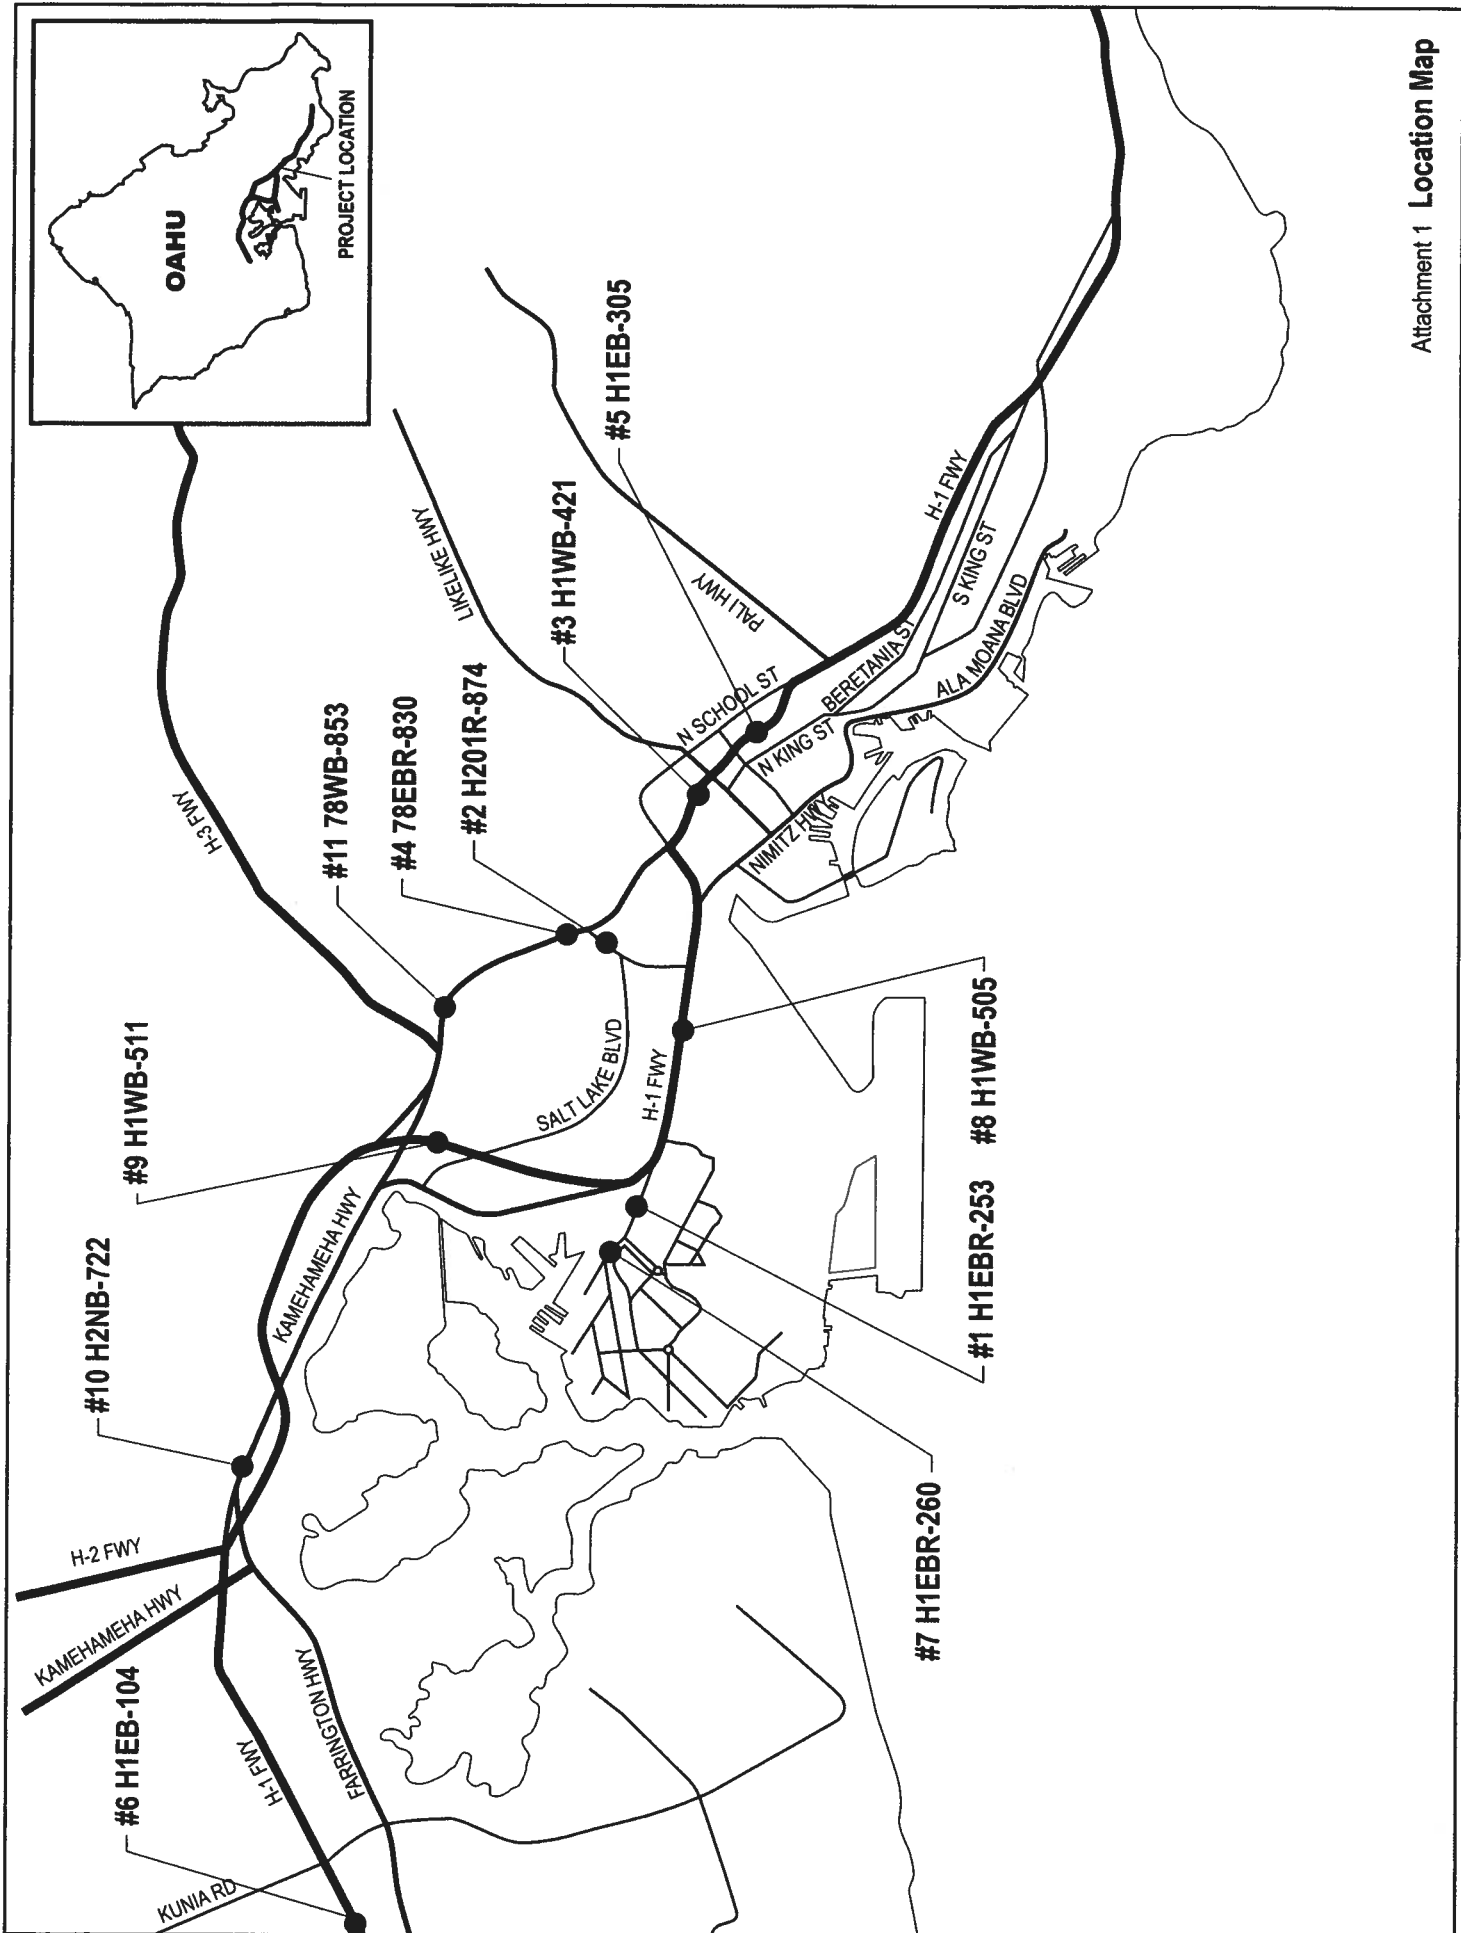 OAHU
PROJECT LOCATION
Attachment 1 Location Map
#5 H1EB-305
#3 H1WB-421
#2 H201R-874
#4 78EBR-830
#11 78WB-853
#9 H1WB-511
#10 H2NB-722
#6 H1EB-104
#8 H1WB-505
#1 H1EBR-253
#7 H1EBR-260
LIKELIKE HWY
PALI HWY
H-1 FWY
S KING ST
BERETANIA ST
ALA MOANA BLVD
N SCHOOL ST
N KING ST
NIMITZ HWY
H-3 FWY
SALT LAKE BLVD
H-1 FWY
KAMEHAMEHA HWY
H-2 FWY
KAMEHAMEHA HWY
FARRINGTON HWY
H-1 FWY
KUNIA RD